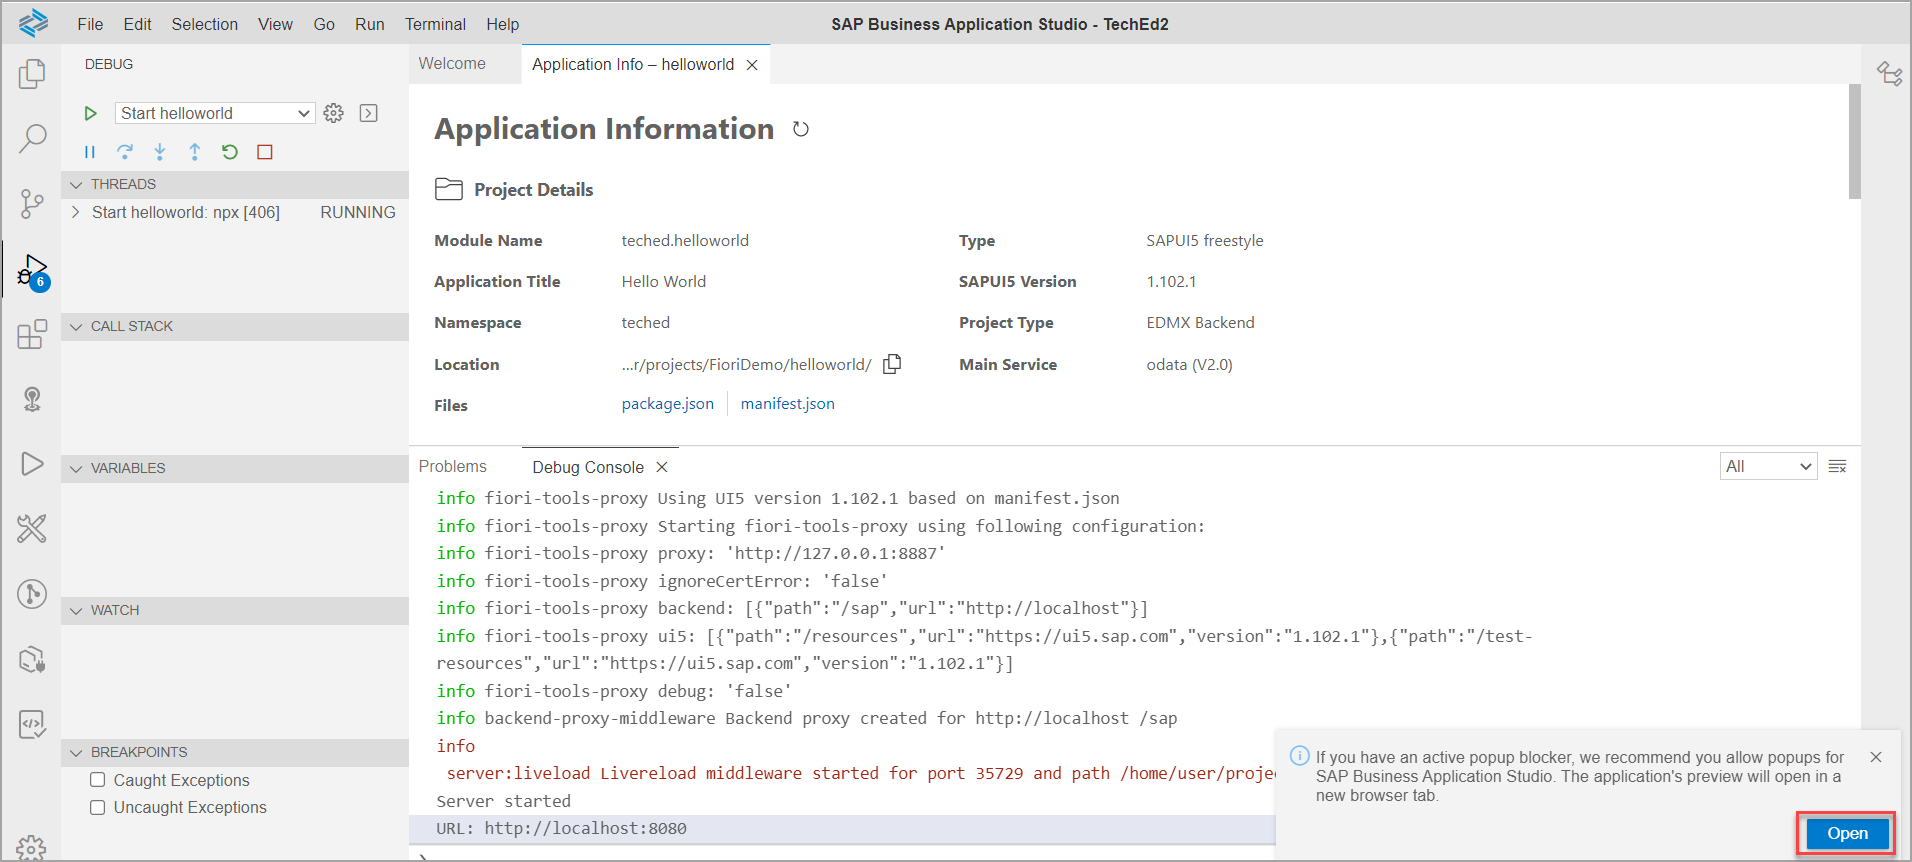 File Edit Selection View Go Run Terminal Help
SAP Business Application Studio - TechEd2
DEBUG
Start helloworld
THREADS
Start helloworld: npx [406] RUNNING
6
CALL STACK
VARIABLES
WATCH
BREAKPOINTS
Caught Exceptions
Uncaught Exceptions
Welcome
Application Info – helloworld
Application Information
Project Details
Module Name teched.helloworld Type SAPUI5 freestyle
Application Title Hello World SAPUI5 Version 1.102.1
Namespace teched Project Type EDMX Backend
Location ...r/projects/FioriDemo/helloworld/ Main Service odata (V2.0)
Files package.json manifest.json
Problems Debug Console All
info fiori-tools-proxy Using UI5 version 1.102.1 based on manifest.json
info fiori-tools-proxy Starting fiori-tools-proxy using following configuration:
info fiori-tools-proxy proxy: 'http://127.0.0.1:8887'
info fiori-tools-proxy ignoreCertError: 'false'
info fiori-tools-proxy backend: [{"path":"/sap","url":"http://localhost"}]
info fiori-tools-proxy ui5: [{"path":"/resources","url":"https://ui5.sap.com","version":"1.102.1"},{"path":"/test-
resources","url":"https://ui5.sap.com","version":"1.102.1"}]
info fiori-tools-proxy debug: 'false'
info backend-proxy-middleware Backend proxy created for http://localhost /sap
info
server:liveload Livereload middleware started for port 35729 and path /home/user/projec
Server started
URL: http://localhost:8080
If you have an active popup blocker, we recommend you allow popups for
SAP Business Application Studio. The application's preview will open in a
new browser tab.
Open